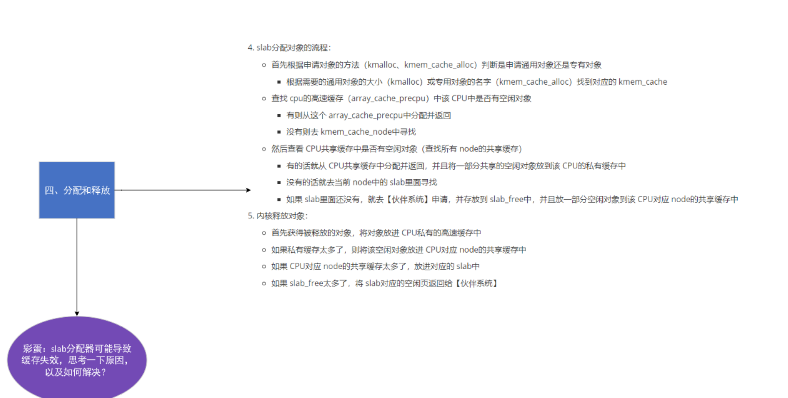 4. slab分配对象的流程：
首先根据申请对象的方法（kmalloc、kmem_cache_alloc）判断是申请通用对象还是专有对象
根据需要的通用对象的大小（kmalloc）或专用对象的名字（kmem_cache_alloc）找到对应的 kmem_cache
查找 cpu的高速缓存（array_cache_precpu）中该 CPU中是否有空闲对象
有则从这个 array_cache_precpu中分配并返回
没有则去 kmem_cache_node中寻找
然后查看 CPU共享缓存中是否有空闲对象（查找所有 node的共享缓存）
有的话就从 CPU共享缓存中分配并返回，并且将一部分共享的空闲对象放到该 CPU的私有缓存中
没有的话就去当前 node中的 slab里面寻找
如果 slab里面还没有，就去【伙伴系统】申请，并存放到 slab_free中，并且放一部分空闲对象到该 CPU对应 node的共享缓存中
5. 内核释放对象：
首先获得被释放的对象，将对象放进 CPU私有的高速缓存中
如果私有缓存太多了，则将该空闲对象放进 CPU对应 node的共享缓存中
如果 CPU对应 node的共享缓存太多了，放进对应的 slab中
如果 slab_free太多了，将 slab对应的空闲页返回给【伙伴系统】
四、分配和释放
彩蛋：slab分配器可能导致
缓存失效，思考一下原因，
以及如何解决？